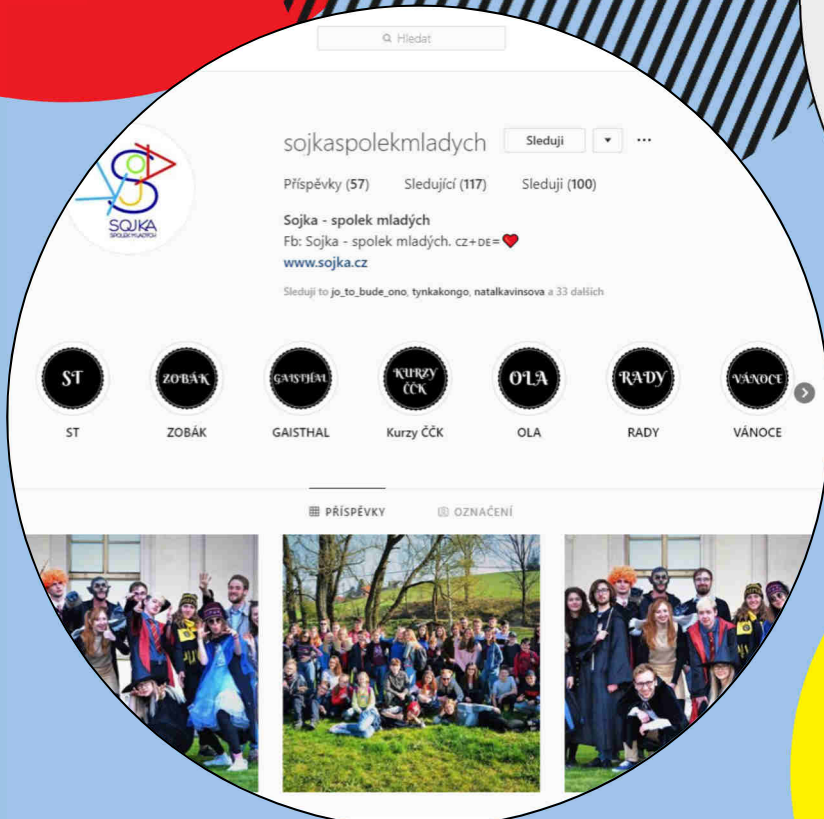 Hledat
SOJKA
SPOLEK MLADÝCH
sojkaspolekmladych Sleduji ...
Příspěvky (57) Sledující (117) Sleduji (100)
Sojka - spolek mladých
Fb: Sojka - spolek mladých. cz+DE=❤
www.sojka.cz
Sledují to jo_to_bude_ono, tynkakongo, natalkavinsova a 33 dalších
ST ZOBÁK GAISTHAL KURZY ČČK OLA RADY VÁNOCE
ST ZOBÁK GAISTHAL Kurzy ČČK OLA RADY VÁNOCE
PŘÍSPĚVKY OZNAČENÍ